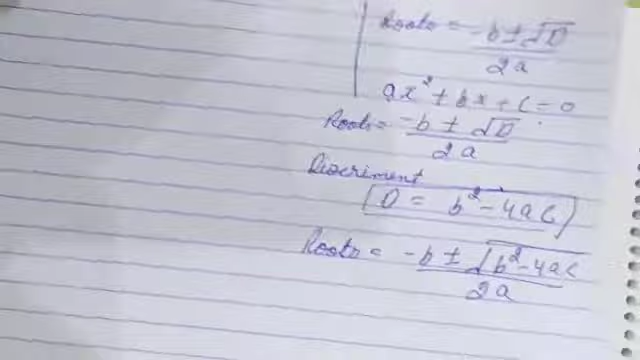 Roots = -b ± √D / 2a
ax² + bx + c = 0
Roots = -b ± √D / 2a
Discriment
D = b² - 4ac
Roots = -b ± √b² - 4ac / 2a